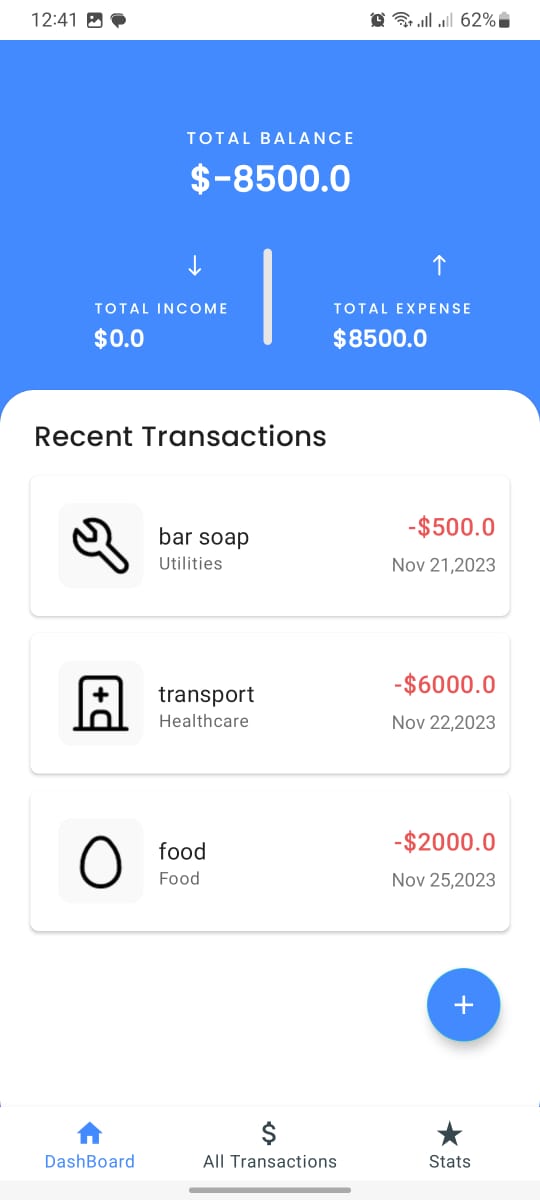 12:41 62%
TOTAL BALANCE
$-8500.0
TOTAL INCOME
$0.0
TOTAL EXPENSE
$8500.0
Recent Transactions
bar soap
Utilities
-$500.0
Nov 21,2023
transport
Healthcare
-$6000.0
Nov 22,2023
food
Food
-$2000.0
Nov 25,2023
DashBoard
All Transactions
Stats